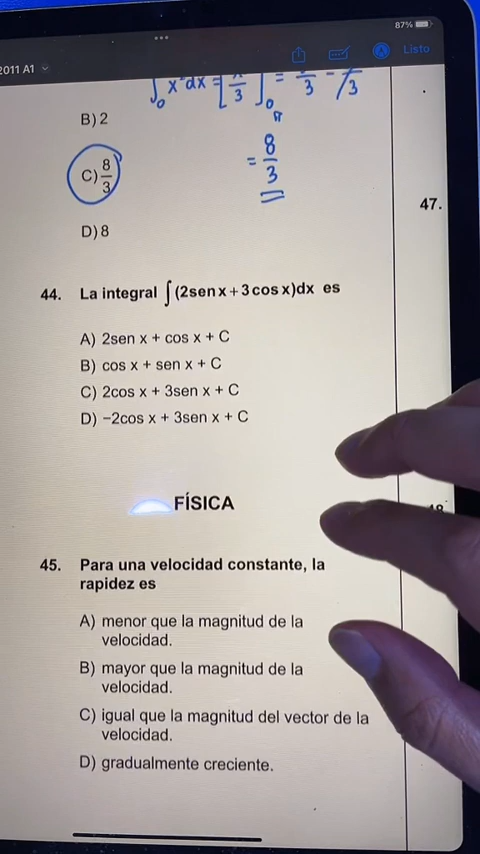 87%
Listo
2011 A1
B) 2
= 8/3
C) 8/3
47.
D) 8
44. La integral ∫(2sen x + 3 cos x)dx es
A) 2sen x + cos x + C
B) cos x + sen x + C
C) 2cos x + 3sen x + C
D) −2cos x + 3sen x + C
FÍSICA
45. Para una velocidad constante, la
rapidez es
A) menor que la magnitud de la
velocidad.
B) mayor que la magnitud de la
velocidad.
C) igual que la magnitud del vector de la
velocidad.
D) gradualmente creciente.